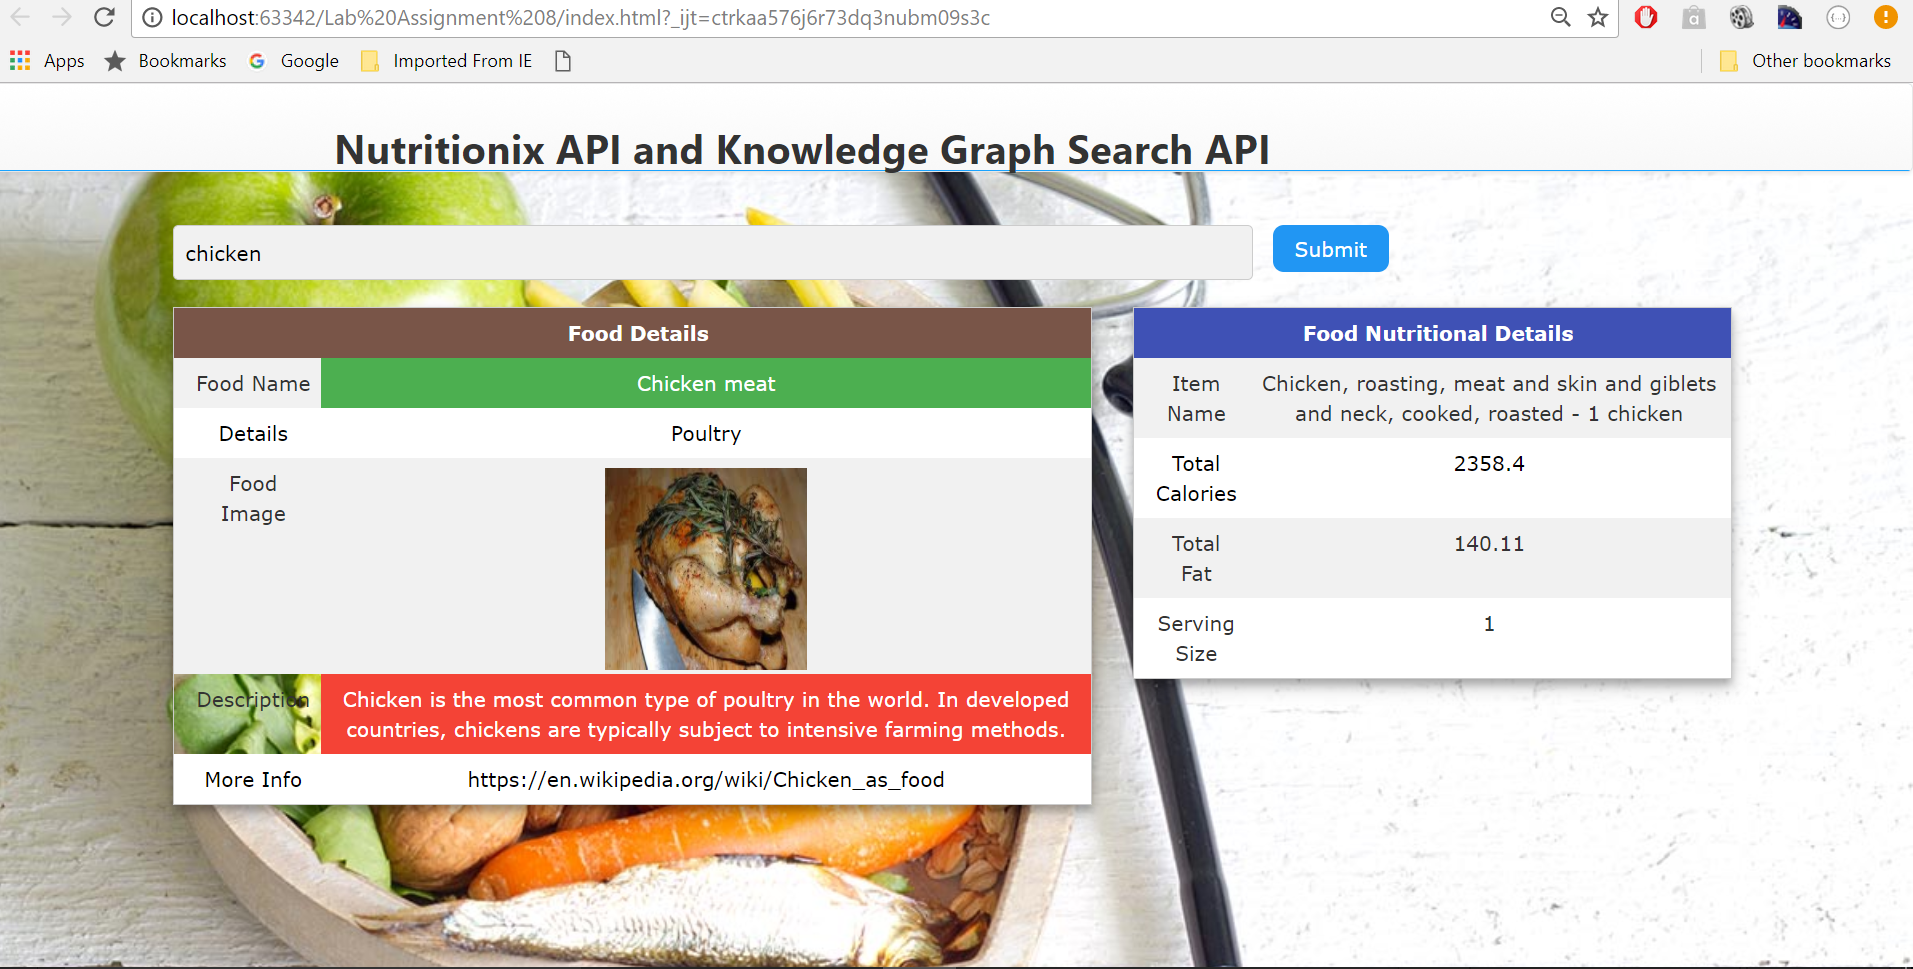 localhost:63342/Lab%20Assignment%208/index.html?_ijt=ctrkaa576j6r73dq3nubm09s3c
Apps Bookmarks Google Imported From IE Other bookmarks
Nutritionix API and Knowledge Graph Search API
chicken Submit
Food Details
Food Name Chicken meat
Details Poultry
Food
Image
Description Chicken is the most common type of poultry in the world. In developed
countries, chickens are typically subject to intensive farming methods.
More Info https://en.wikipedia.org/wiki/Chicken_as_food
Food Nutritional Details
Item Chicken, roasting, meat and skin and giblets
Name and neck, cooked, roasted - 1 chicken
Total 2358.4
Calories
Total 140.11
Fat
Serving 1
Size